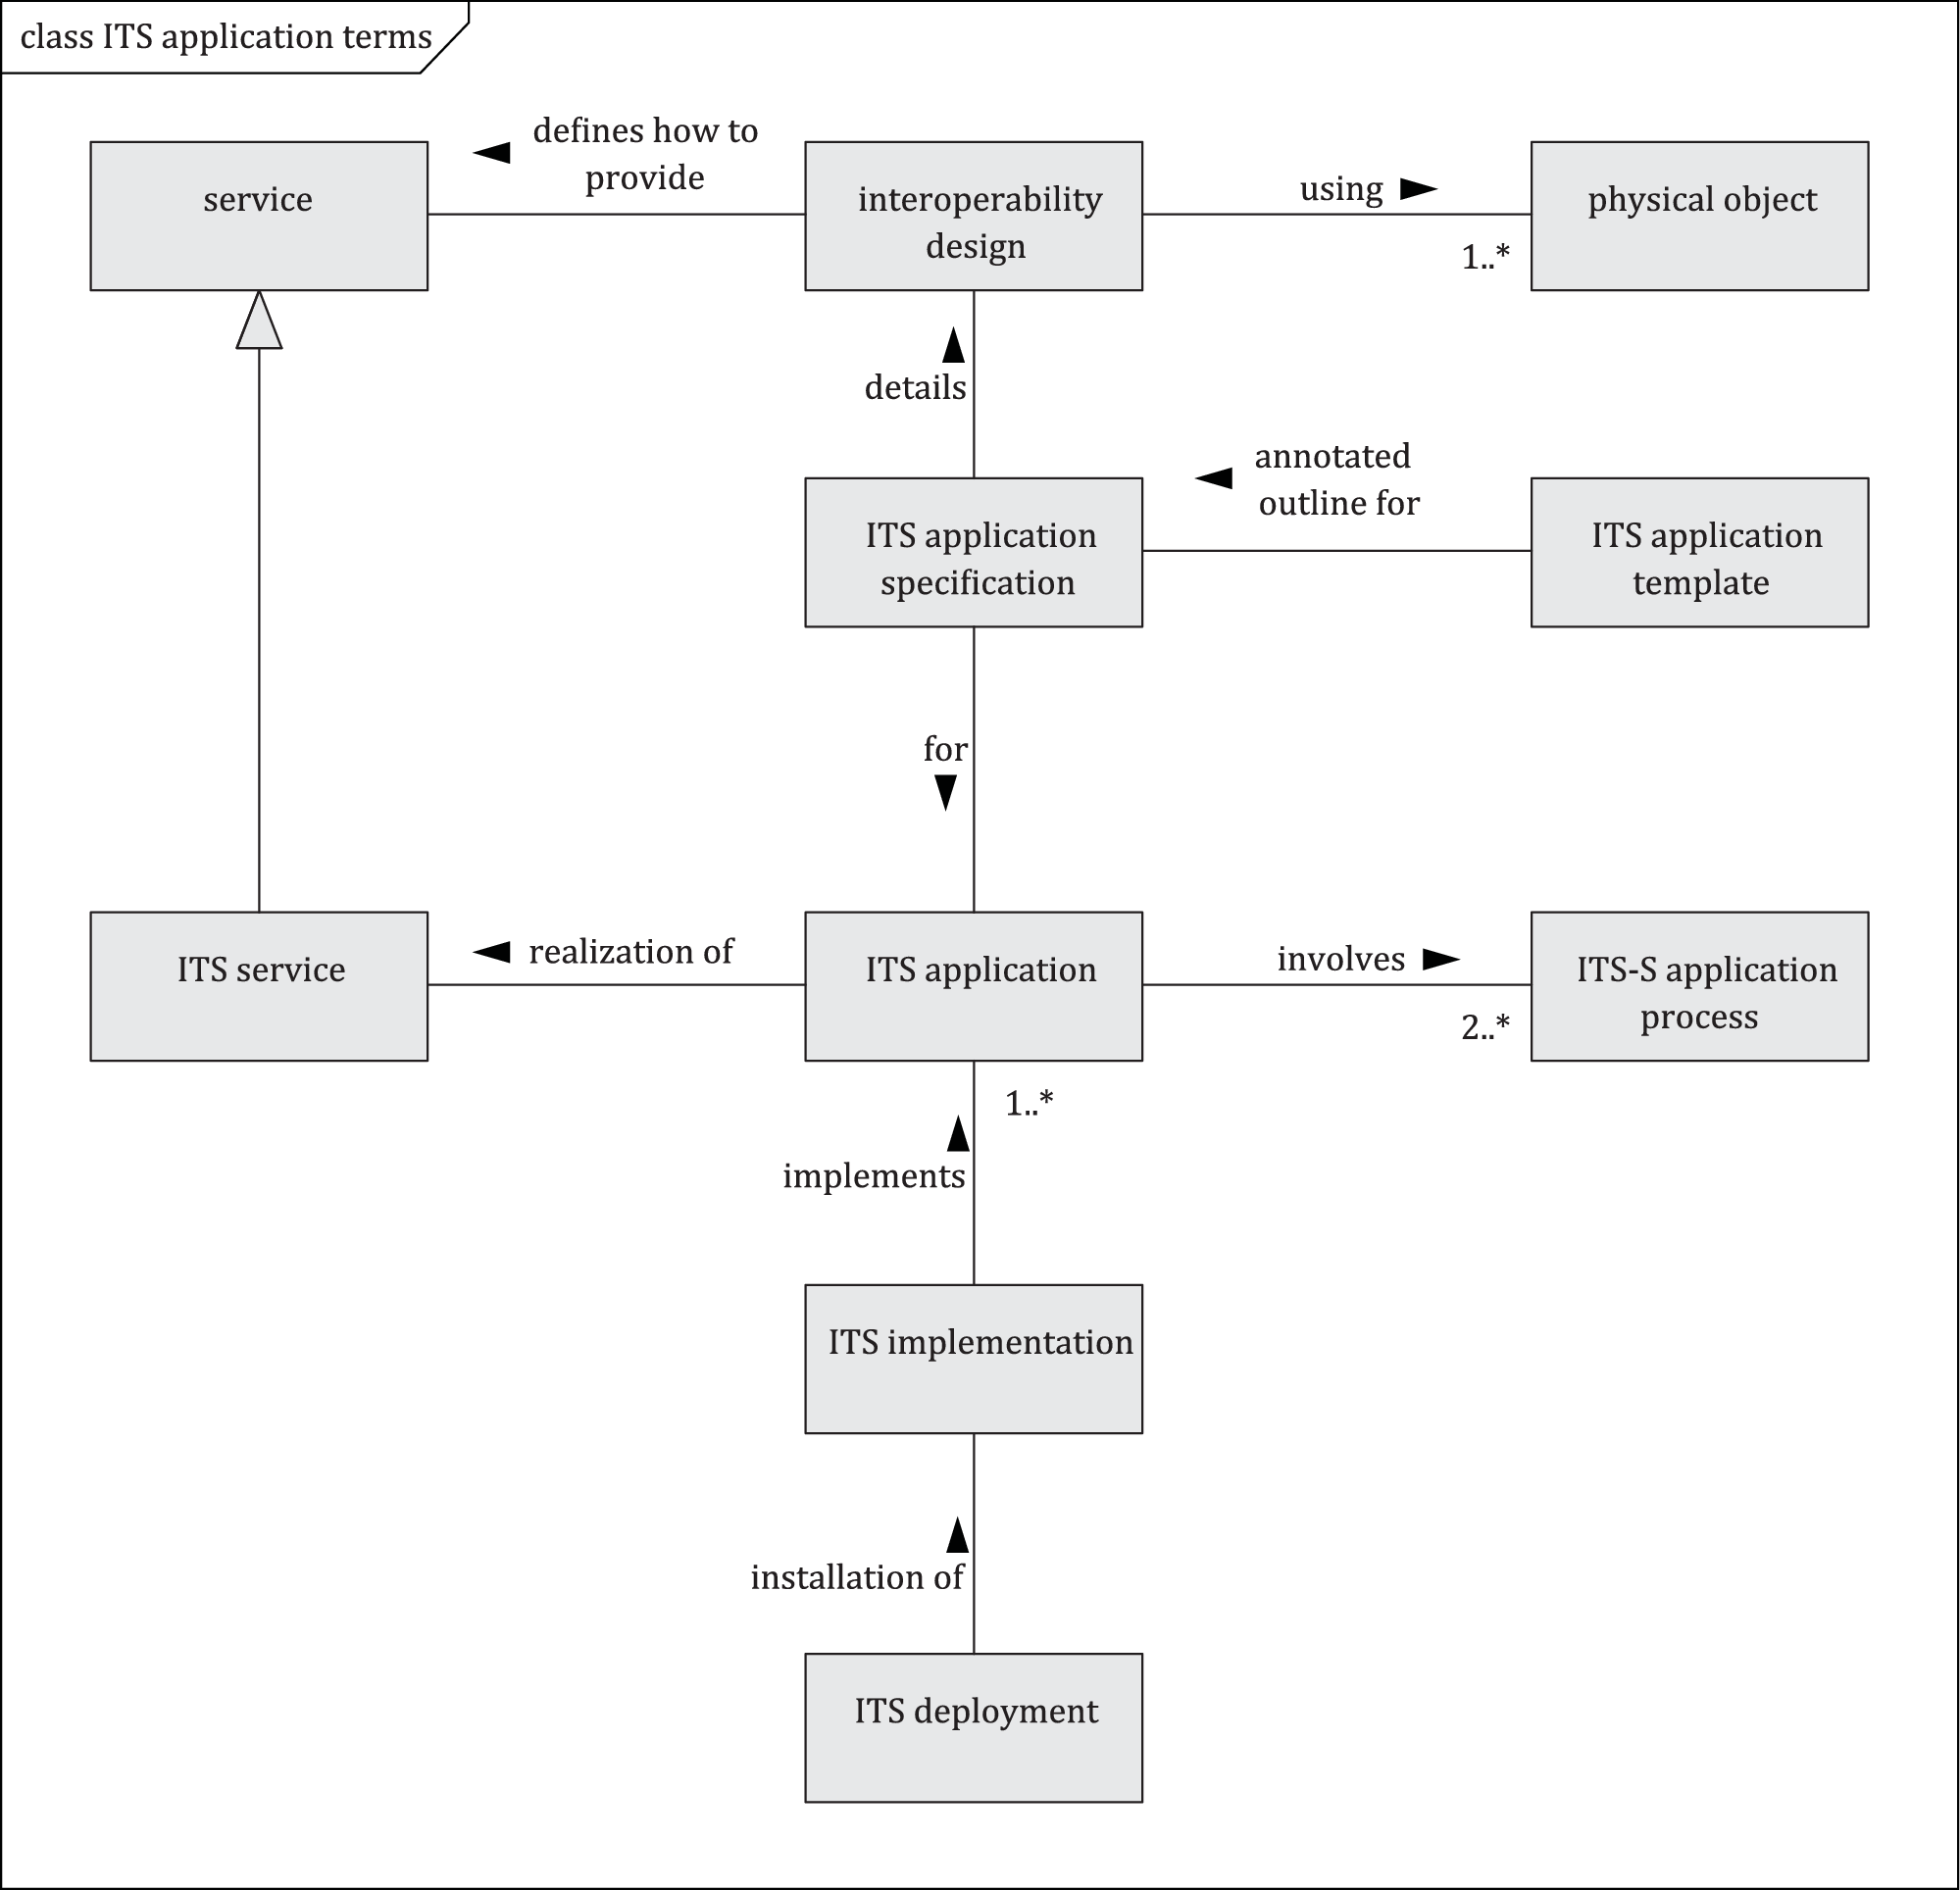 class ITS application terms
defines how to
provide
service
interoperability
design
using
1..*
physical object
details
annotated
outline for
ITS application
specification
ITS application
template
for
ITS service
realization of
ITS application
involves
2..*
ITS-S application
process
1..*
implements
ITS implementation
installation of
ITS deployment